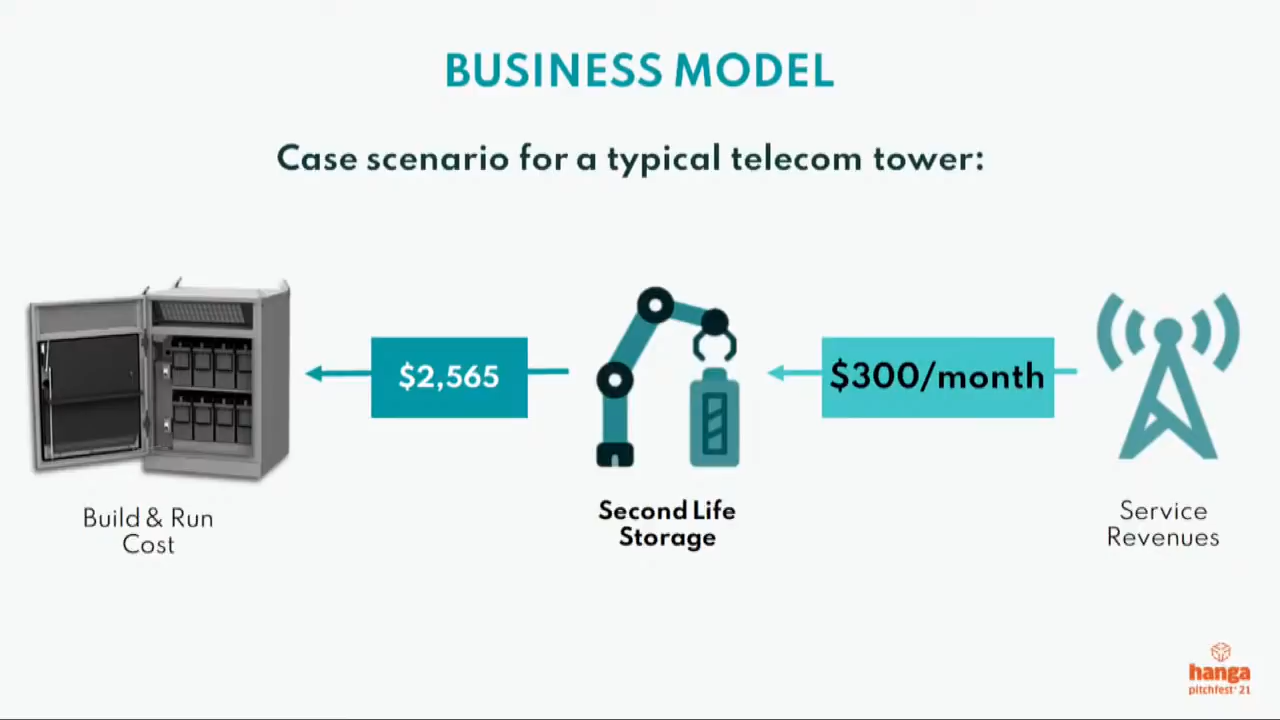 BUSINESS MODEL
Case scenario for a typical telecom tower:
$2,565
$300/month
Build & Run
Cost
Second Life
Storage
Service
Revenues
hanga
pitchfest' 21